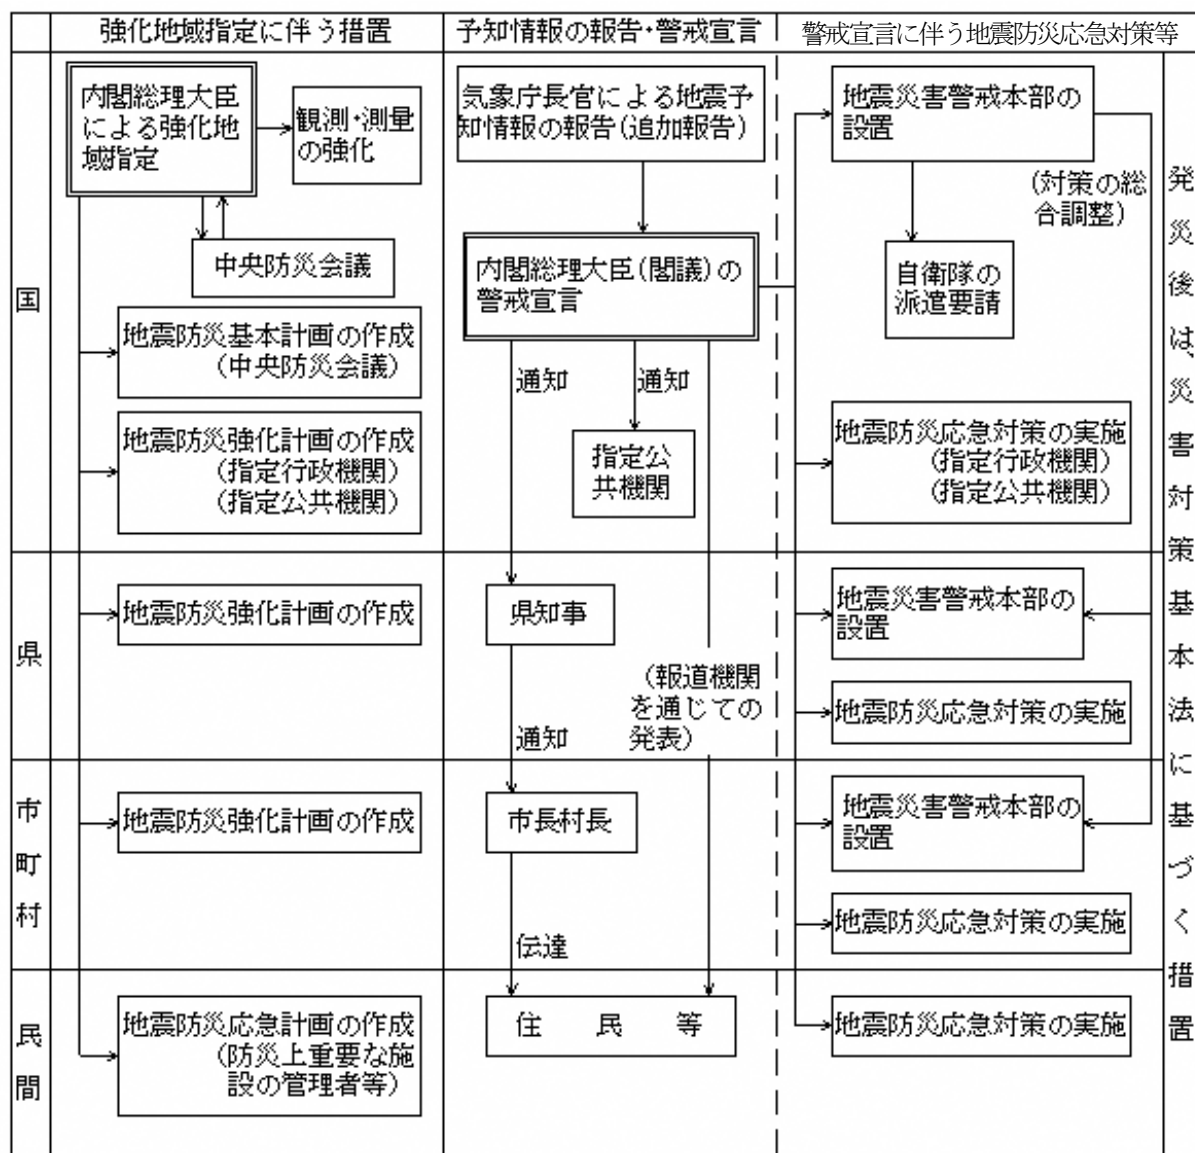 強化地域指定に伴う措置
予知情報の報告・警戒宣言
警戒宣言に伴う地震防災応急対策等
国
内閣総理大臣
による強化地
域指定
観測・測量
の強化
中央防災会議
地震防災基本計画の作成
(中央防災会議)
地震防災強化計画の作成
(指定行政機関)
(指定公共機関)
気象庁長官による地震予
知情報の報告(追加報告)
内閣総理大臣(閣議)の
警戒宣言
通知
通知
指定公
共機関
地震災害警戒本部の
設置
(対策の総
合調整)
自衛隊の
派遣要請
地震防災応急対策の実施
(指定行政機関)
(指定公共機関)
県
地震防災強化計画の作成
県知事
(報道機関
を通じての
発表)
通知
地震災害警戒本部の
設置
地震防災応急対策の実施
市町村
地震防災強化計画の作成
市長村長
伝達
地震災害警戒本部の
設置
地震防災応急対策の実施
民間
地震防災応急計画の作成
(防災上重要な施
設の管理者等)
住民等
地震防災応急対策の実施
発災後は、災害対策基本法に基づく措置